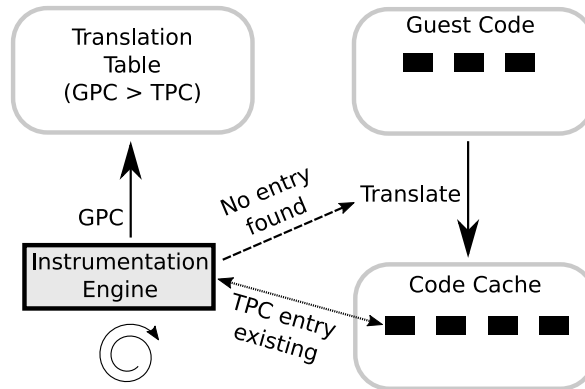 Translation
Table
(GPC > TPC)
Guest Code
GPC
No entry
found
Translate
Instrumentation
Engine
TPC entry
existing
Code Cache